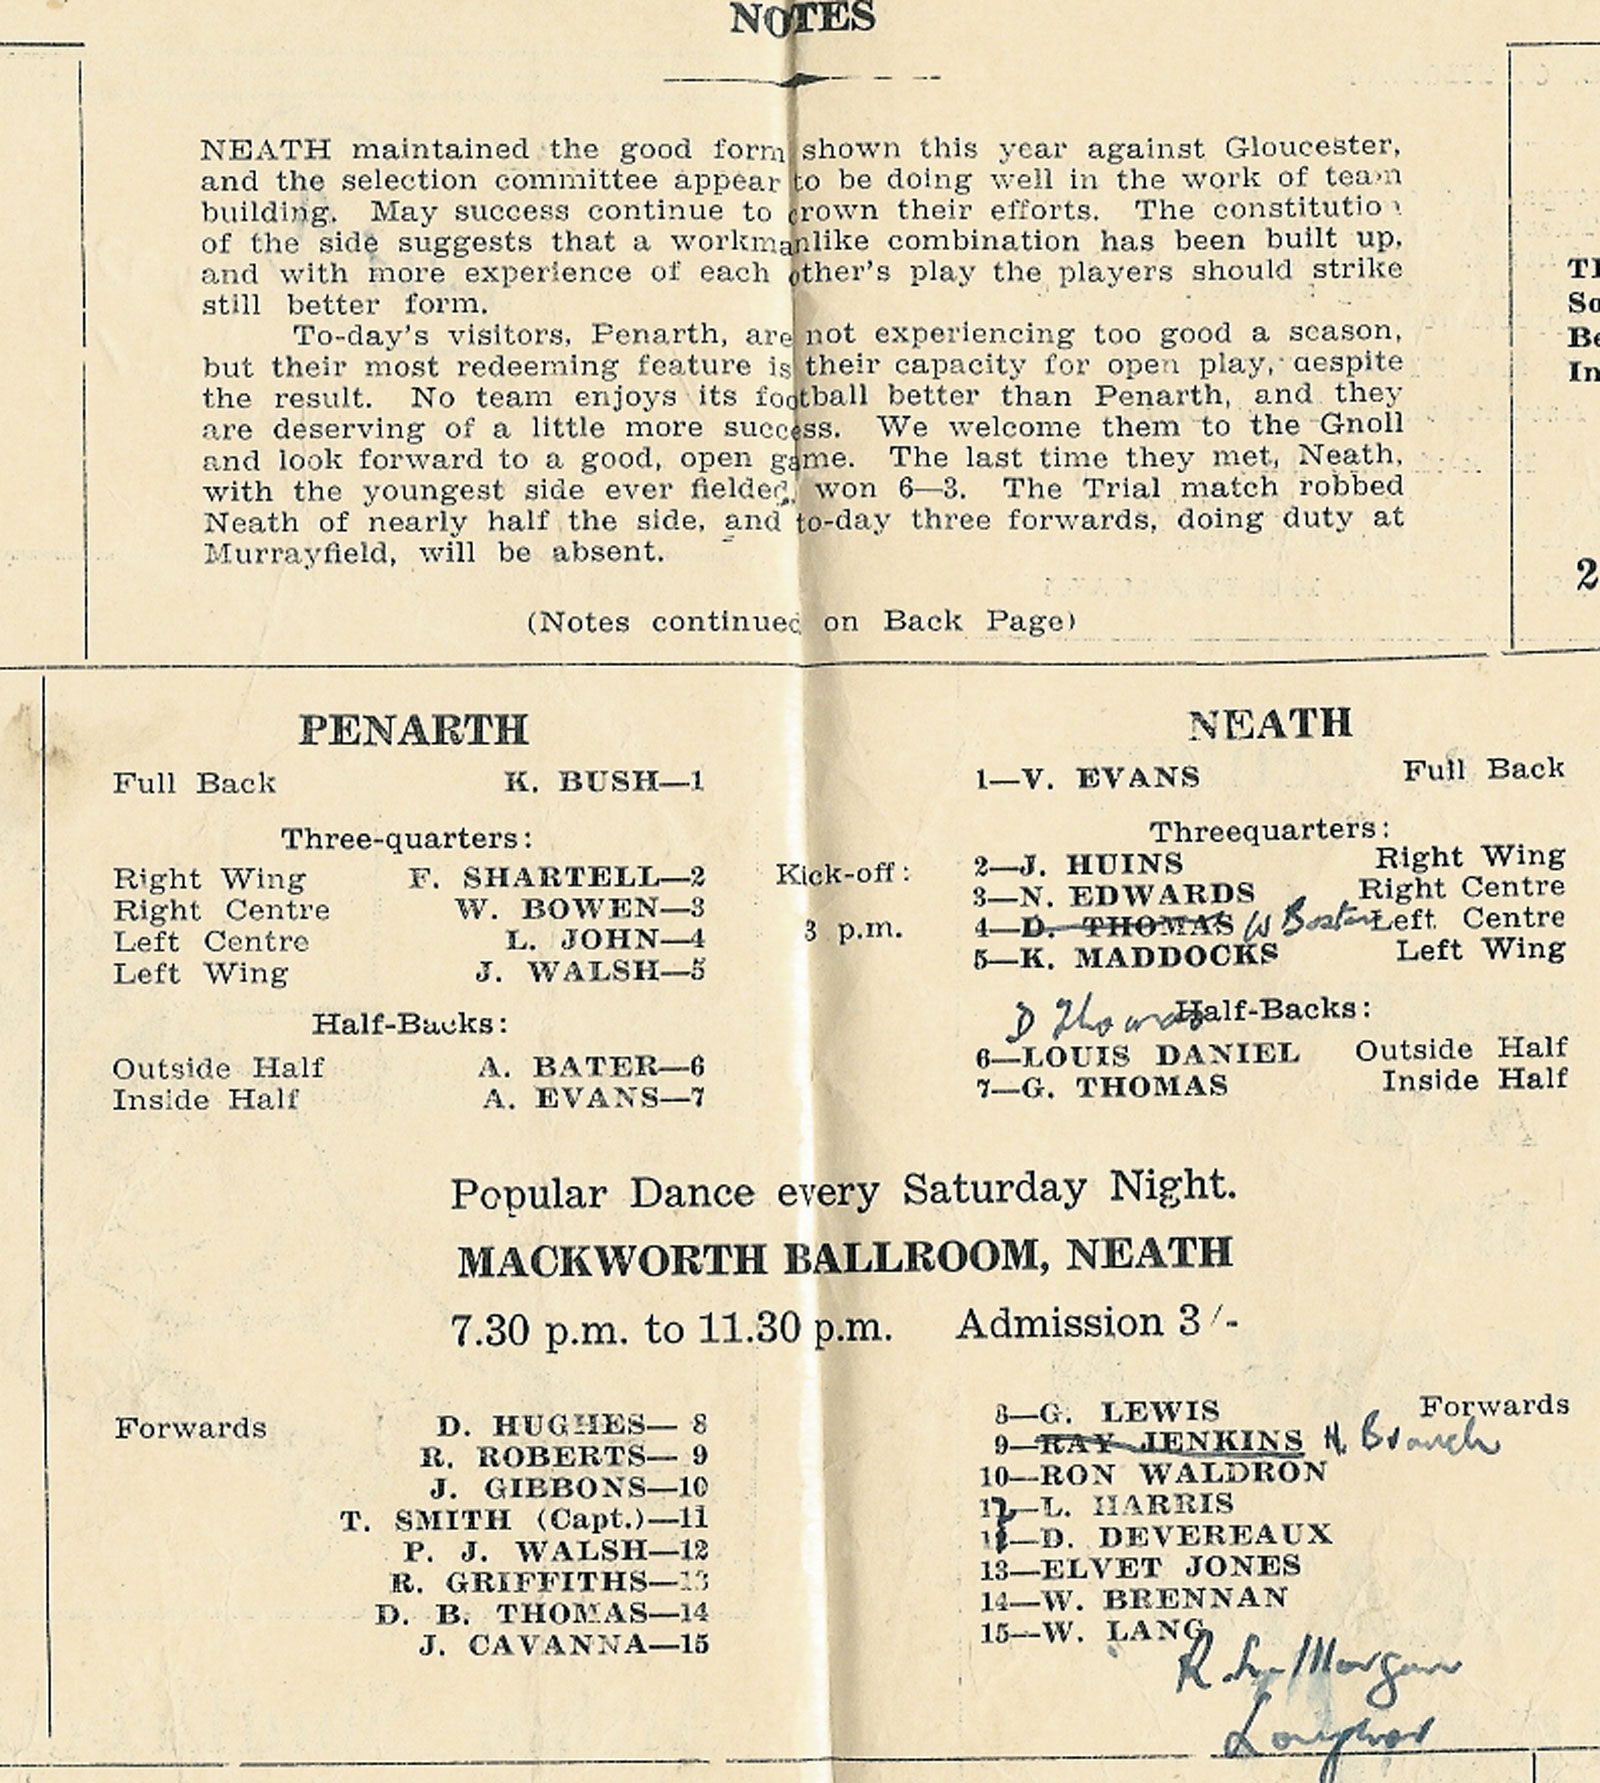 NOTES
NEATH maintained the good form shown this year against Gloucester,
and the selection committee appear to be doing well in the work of team
building. May success continue to crown their efforts. The constitution
of the side suggests that a workmanlike combination has been built up,
and with more experience of each other's play the players should strike
still better form.
To-day's visitors, Penarth, are not experiencing too good a season,
but their most redeeming feature is their capacity for open play, despite
the result. No team enjoys its football better than Penarth, and they
are deserving of a little more success. We welcome them to the Gnoll
and look forward to a good, open game. The last time they met, Neath,
with the youngest side ever fielded, won 6—3. The Trial match robbed
Neath of nearly half the side, and to-day three forwards, doing duty at
Murrayfield, will be absent.
(Notes continued on Back Page)
In
2
PENARTH
Full Back K. BUSH—1
Three-quarters:
Right Wing F. SHARTELL—2
Right Centre W. BOWEN—3
Left Centre L. JOHN—4
Left Wing J. WALSH—5
Half-Backs:
Outside Half A. BATER—6
Inside Half A. EVANS—7
Kick-off:
3 p.m.
NEATH
1—V. EVANS Full Back
Threequarters:
2—J. HUINS Right Wing
3—N. EDWARDS Right Centre
4—D. THOMAS W Boston Left Centre
5—K. MADDOCKS Left Wing
D Thomas Half-Backs:
6—LOUIS DANIEL Outside Half
7—G. THOMAS Inside Half
Popular Dance every Saturday Night.
MACKWORTH BALLROOM, NEATH
7.30 p.m. to 11.30 p.m. Admission 3/-
Forwards D. HUGHES— 8
R. ROBERTS— 9
J. GIBBONS—10
T. SMITH (Capt.)—11
P. J. WALSH—12
R. GRIFFITHS—13
D. B. THOMAS—14
J. CAVANNA—15
8—G. LEWIS Forwards
9—RAY JENKINS H. Branch
10—RON WALDRON
12—L. HARRIS
11—D. DEVEREAUX
13—ELVET JONES
14—W. BRENNAN
15—W. LANG
Morgan
Loughor